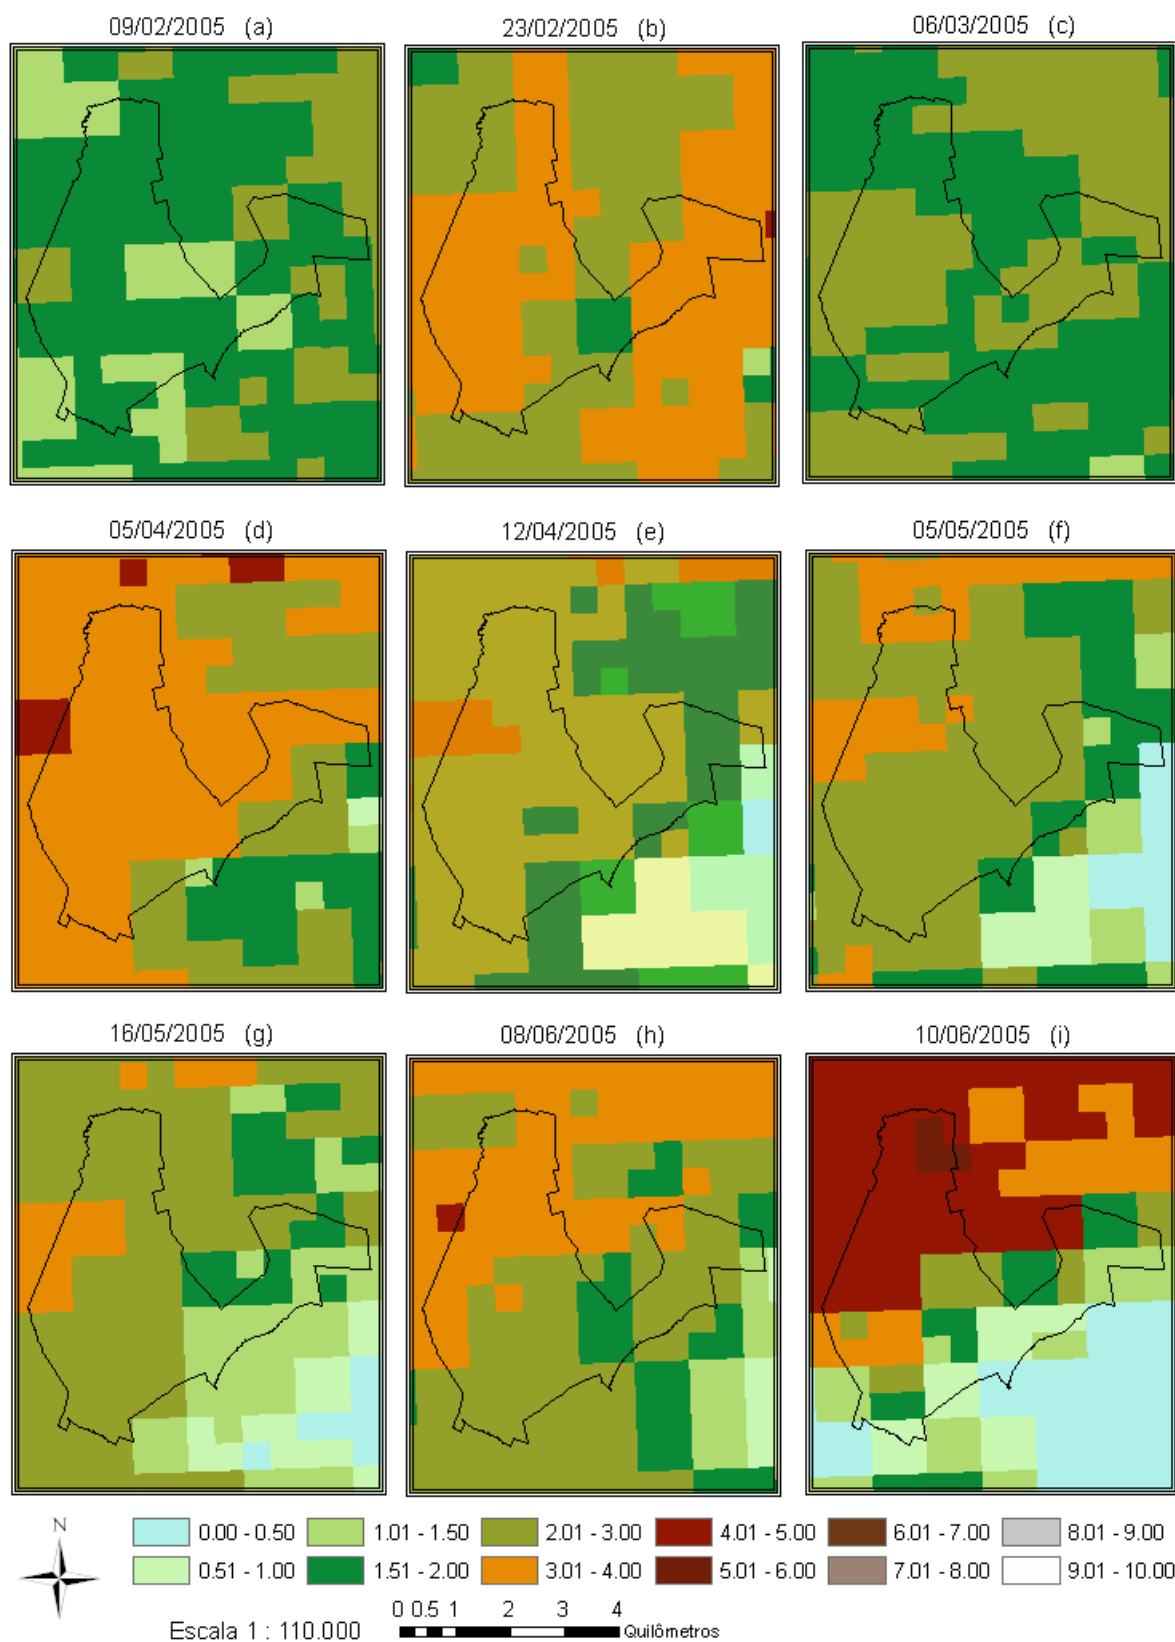 09/02/2005 (a)
23/02/2005 (b)
06/03/2005 (c)
05/04/2005 (d)
12/04/2005 (e)
05/05/2005 (f)
16/05/2005 (g)
08/06/2005 (h)
10/06/2005 (i)
N
0.00 - 0.50
1.01 - 1.50
2.01 - 3.00
4.01 - 5.00
6.01 - 7.00
8.01 - 9.00
0.51 - 1.00
1.51 - 2.00
3.01 - 4.00
5.01 - 6.00
7.01 - 8.00
9.01 - 10.00
0 0.5 1 2 3 4
Escala 1 : 110.000
Quilômetros